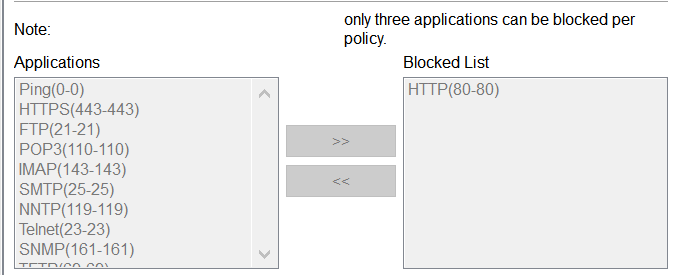 Note:
only three applications can be blocked per
policy.
Applications
Blocked List
Ping(0-0)
HTTPS(443-443)
FTP(21-21)
POP3(110-110)
IMAP(143-143)
SMTP(25-25)
NNTP(119-119)
Telnet(23-23)
SNMP(161-161)
>>
<<
HTTP(80-80)